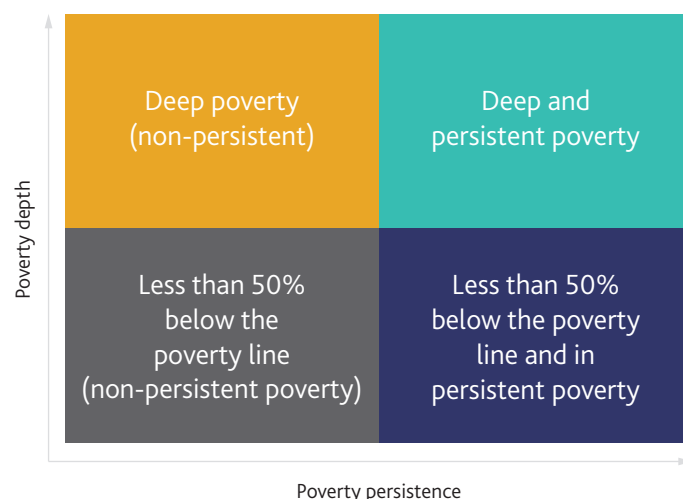 Deep poverty
(non-persistent)
Deep and
persistent poverty
Poverty depth
Less than 50%
below the
poverty line
(non-persistent poverty)
Less than 50%
below the poverty
line and in
persistent poverty
Poverty persistence